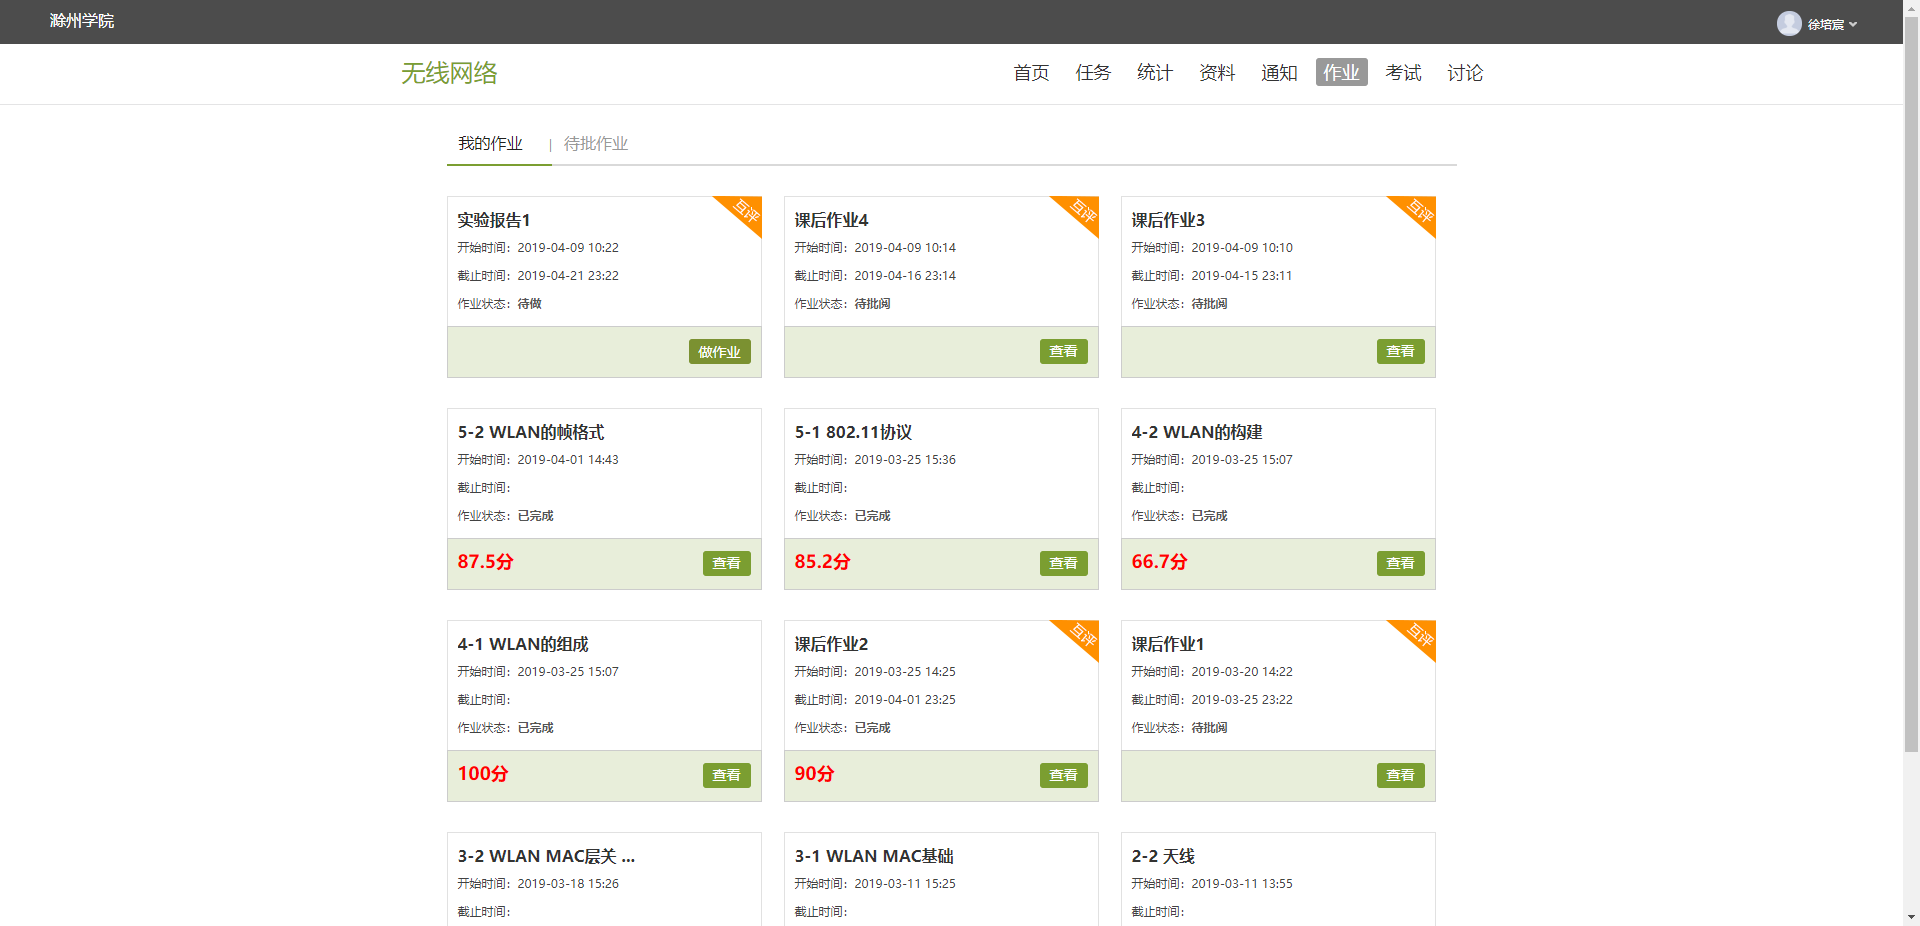 滁州学院
徐培宸
无线网络
首页 任务 统计 资料 通知 作业 考试 讨论
我的作业 | 待批作业
互评
实验报告1
开始时间：2019-04-09 10:22
截止时间：2019-04-21 23:22
作业状态：待做
做作业
互评
课后作业4
开始时间：2019-04-09 10:14
截止时间：2019-04-16 23:14
作业状态：待批阅
查看
互评
课后作业3
开始时间：2019-04-09 10:10
截止时间：2019-04-15 23:11
作业状态：待批阅
查看
5-2 WLAN的帧格式
开始时间：2019-04-01 14:43
截止时间：
作业状态：已完成
87.5分 查看
5-1 802.11协议
开始时间：2019-03-25 15:36
截止时间：
作业状态：已完成
85.2分 查看
4-2 WLAN的构建
开始时间：2019-03-25 15:07
截止时间：
作业状态：已完成
66.7分 查看
4-1 WLAN的组成
开始时间：2019-03-25 15:07
截止时间：
作业状态：已完成
100分 查看
互评
课后作业2
开始时间：2019-03-25 14:25
截止时间：2019-04-01 23:25
作业状态：已完成
90分 查看
互评
课后作业1
开始时间：2019-03-20 14:22
截止时间：2019-03-25 23:22
作业状态：待批阅
查看
3-2 WLAN MAC层关 ...
开始时间：2019-03-18 15:26
截止时间：
3-1 WLAN MAC基础
开始时间：2019-03-11 15:25
截止时间：
2-2 天线
开始时间：2019-03-11 13:55
截止时间：